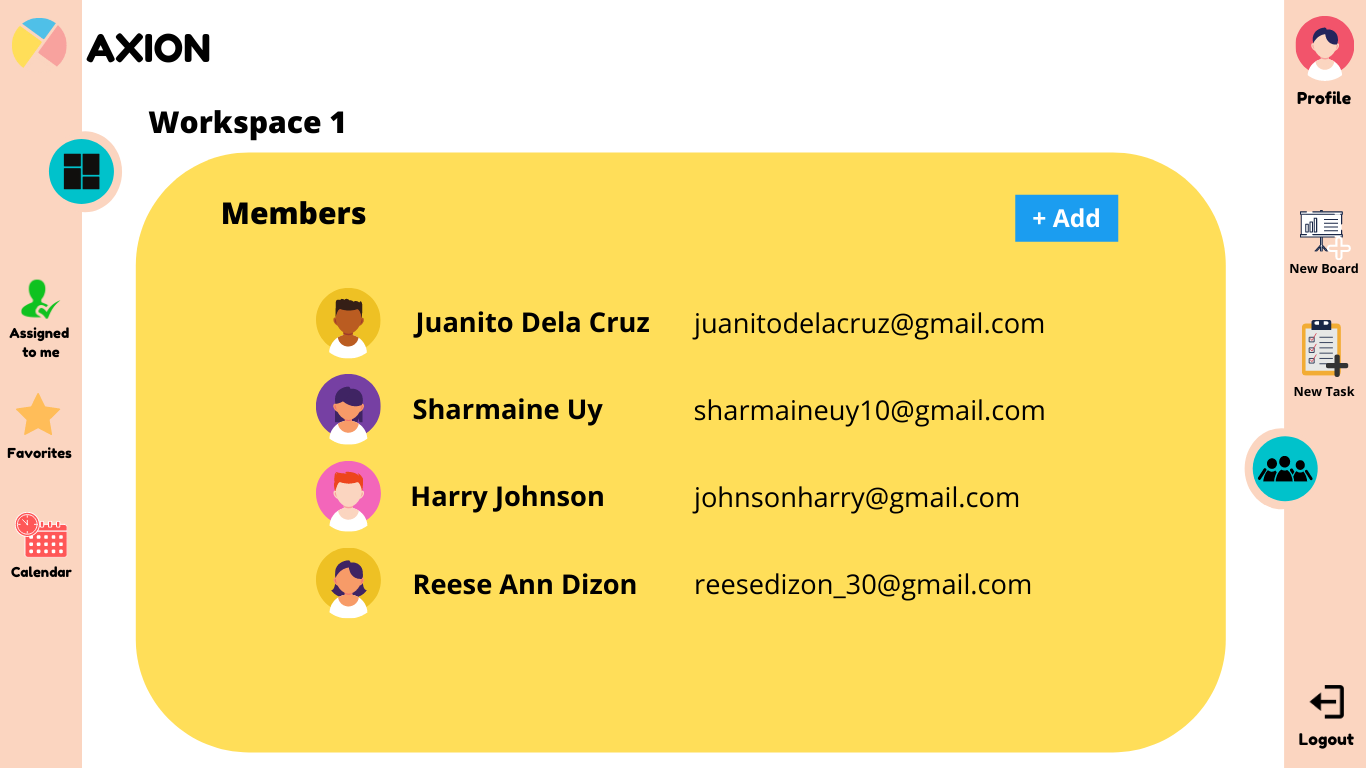 AXION
Profile
Workspace 1
Members
+ Add
Juanito Dela Cruz juanitodelacruz@gmail.com
Sharmaine Uy sharmaineuy10@gmail.com
Harry Johnson johnsonharry@gmail.com
Reese Ann Dizon reesedizon_30@gmail.com
Assigned
to me
Favorites
Calendar
New Board
New Task
Logout